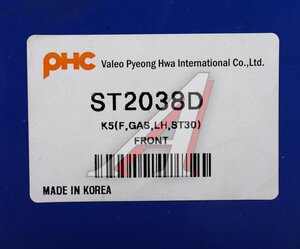 PHC Valeo Pyeong Hwa International Co.,Ltd.
ST2038D
K5(F,GAS,LH,ST30)
FRONT
MADE IN KOREA